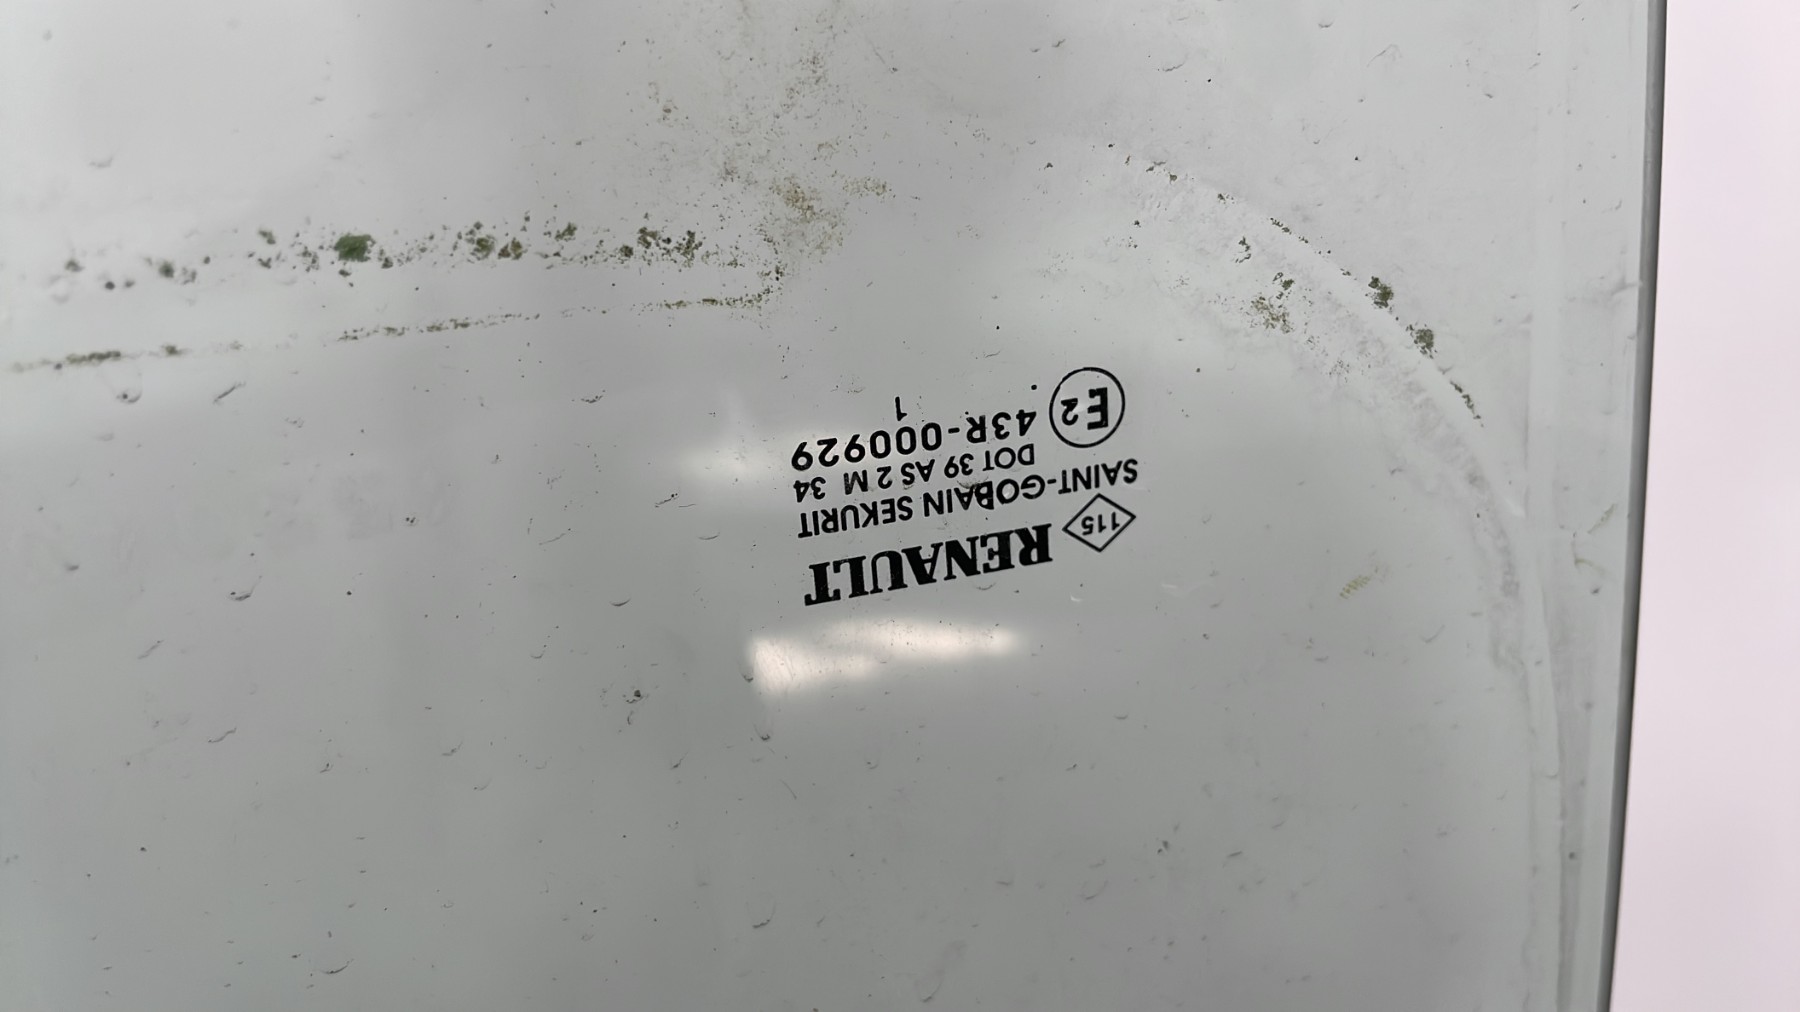 115 RENAULT
SAINT-GOBAIN SEKURIT
DOT 39 AS 2 M 34
E2 43R-000929
1